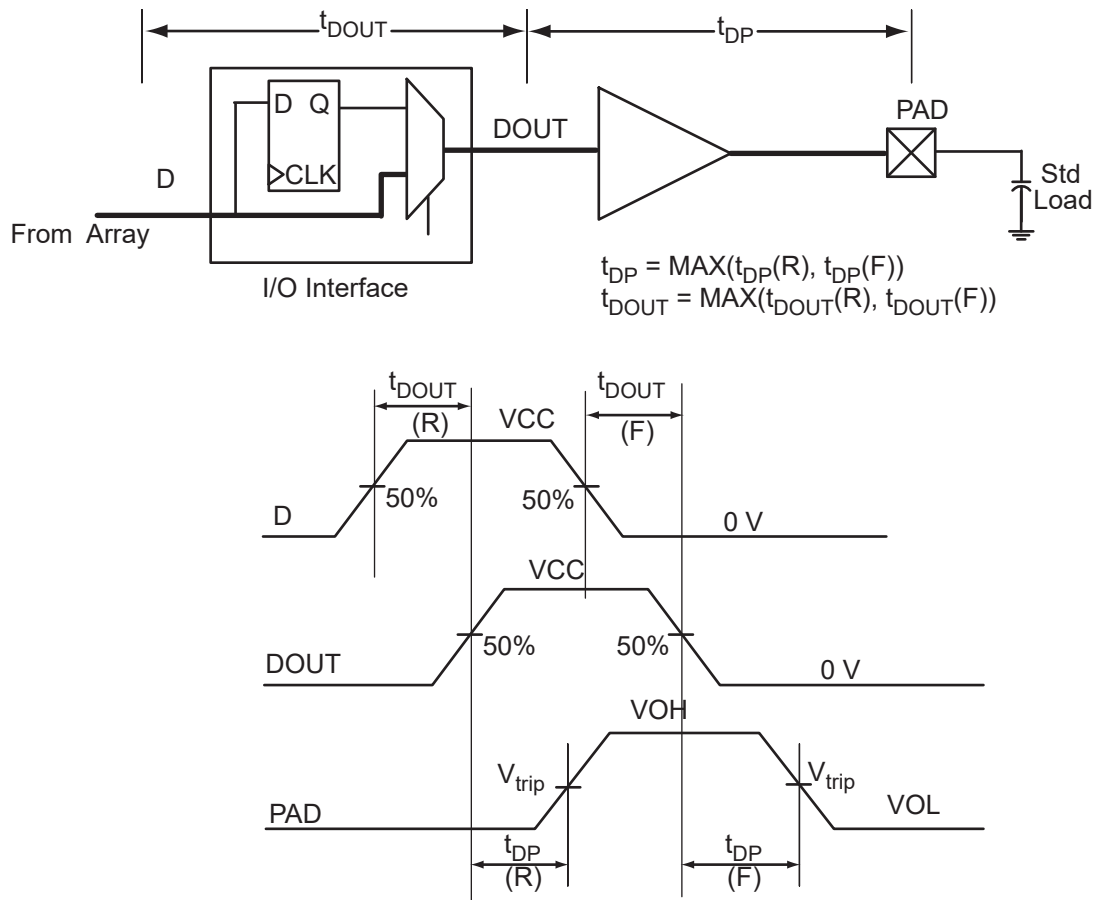 tDOUT
tDP
D Q
CLK
DOUT
PAD
D
From Array
I/O Interface
Std
Load
tDP = MAX(tDP(R), tDP(F))
tDOUT = MAX(tDOUT(R), tDOUT(F))
tDOUT
(R)
VCC
tDOUT
(F)
50%
50%
D
0 V
VCC
50%
50%
DOUT
0 V
VOH
Vtrip
Vtrip
PAD
VOL
tDP
(R)
tDP
(F)